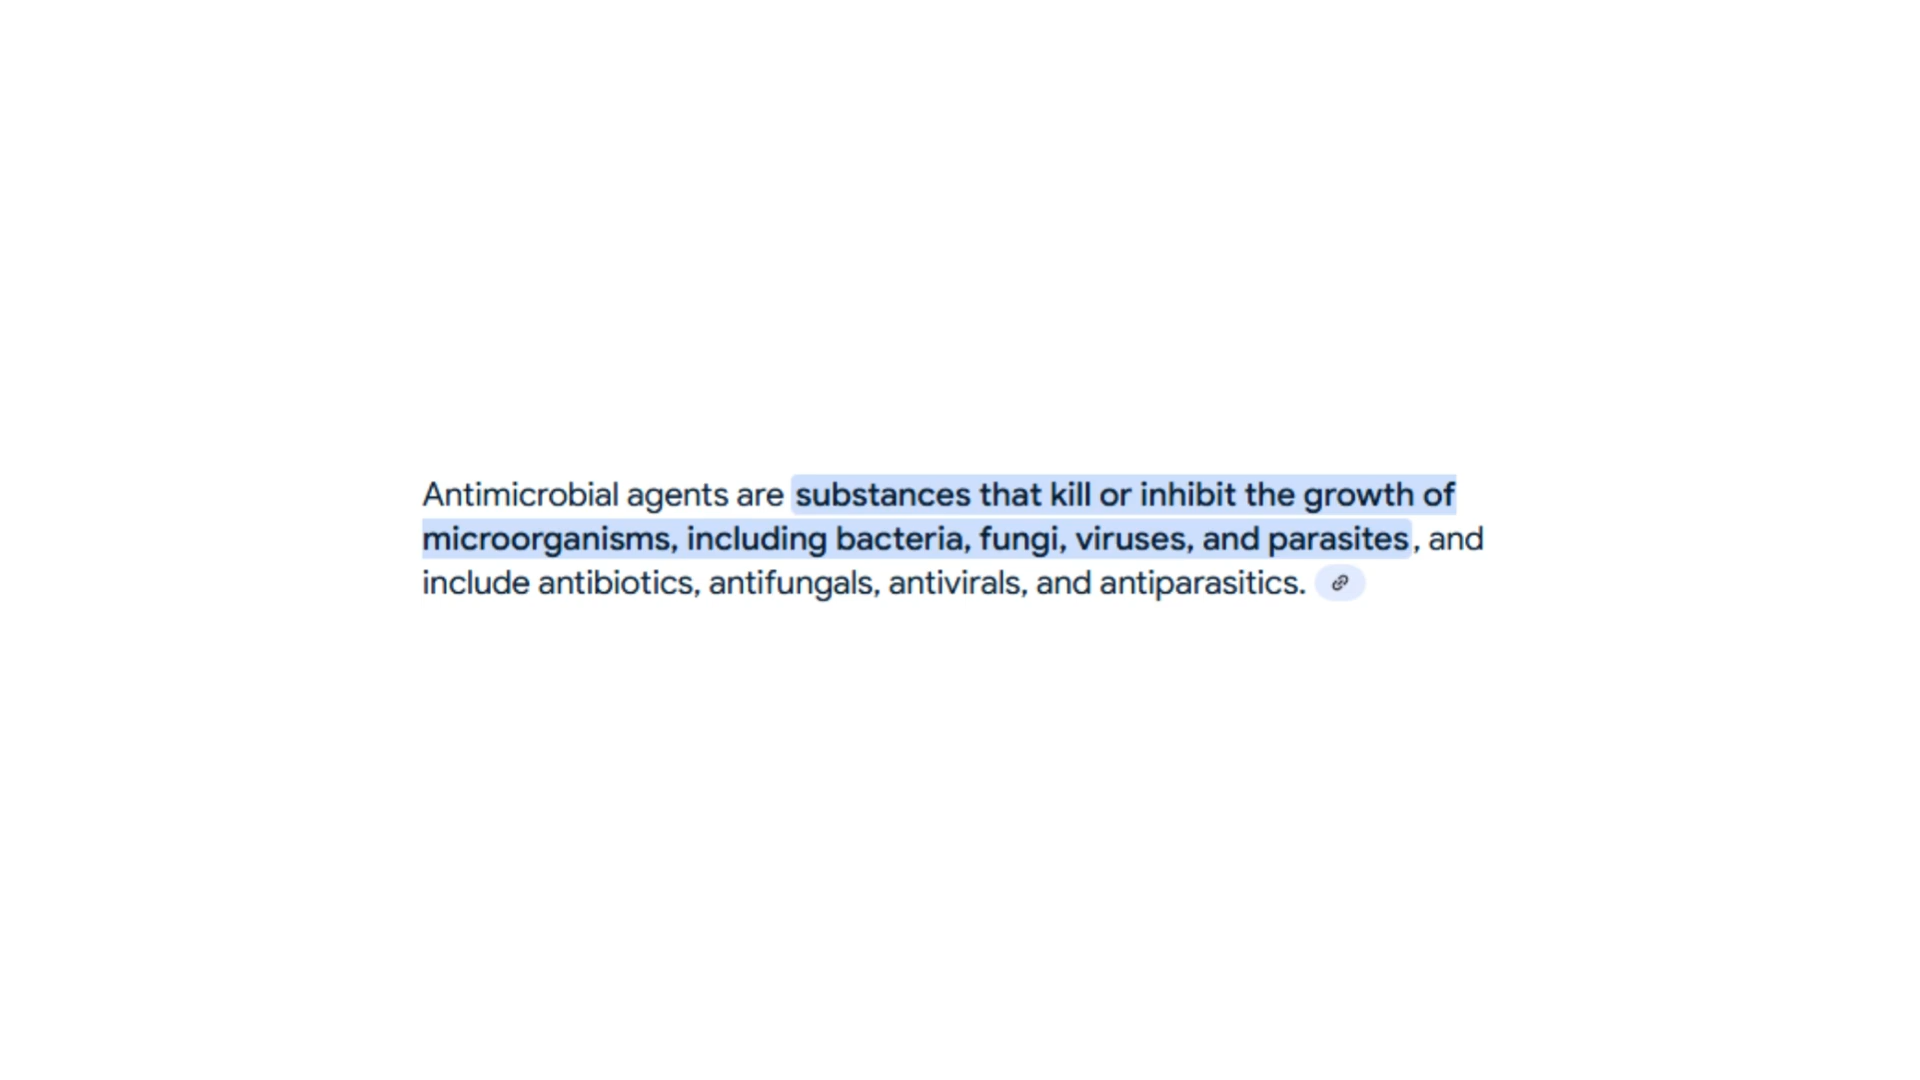 Antimicrobial agents are substances that kill or inhibit the growth of
microorganisms, including bacteria, fungi, viruses, and parasites, and
include antibiotics, antifungals, antivirals, and antiparasitics.